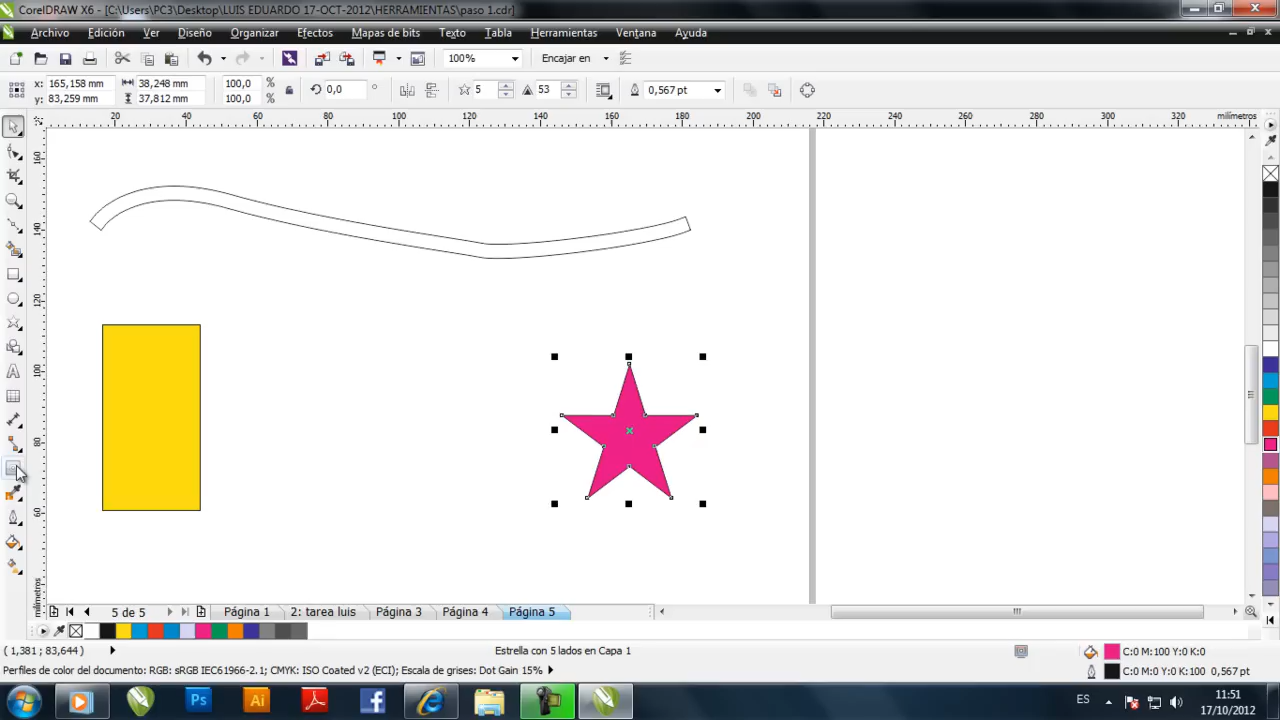 CorelDRAW X6 - [C:\Users\PC3\Desktop\LUIS EDUARDO 17-OCT-2012\HERRAMIENTAS\paso 1.cdr]
Archivo Edición Ver Diseño Organizar Efectos Mapas de bits Texto Tabla Herramientas Ventana Ayuda
100% Encajar en
x: 165,158 mm 38,248 mm 100,0 % 0,0 ° 5 53 0,567 pt
y: 83,259 mm 37,812 mm 100,0 %
20 40 60 80 100 120 140 160 180 200 220 240 260 280 300 320 milímetros
160
140
120
100
80
60
milímetros
5 de 5 Página 1 2: tarea luis Página 3 Página 4 Página 5
( 1,381 ; 83,644 ) Estrella con 5 lados en Capa 1 C:0 M:100 Y:0 K:0
Perfiles de color del documento: RGB: sRGB IEC61966-2.1; CMYK: ISO Coated v2 (ECI); Escala de grises: Dot Gain 15% C:0 M:0 Y:0 K:100 0,567 pt
Ps Ai ES 11:51
17/10/2012